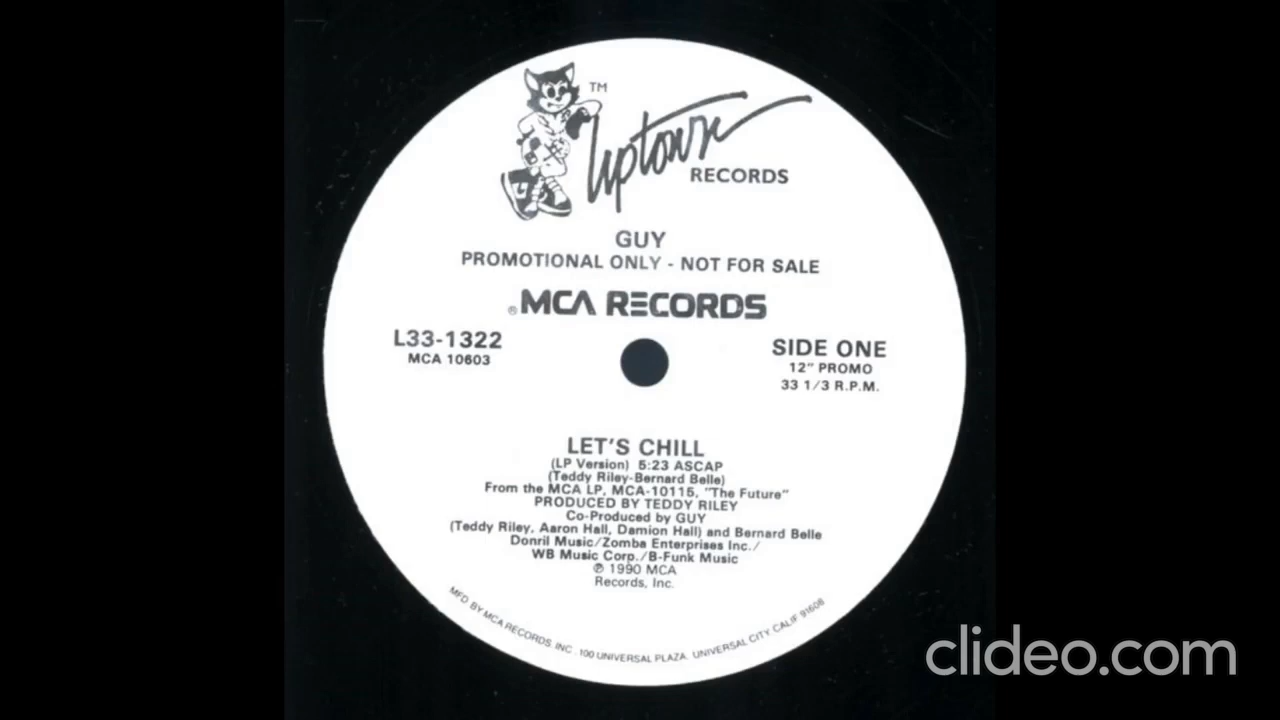 TM
Uptown
RECORDS
GUY
PROMOTIONAL ONLY - NOT FOR SALE
®MCA RECORDS
L33-1322
MCA 10603
SIDE ONE
12" PROMO
33 1/3 R.P.M.
LET'S CHILL
(LP Version) 5:23 ASCAP
(Teddy Riley-Bernard Belle)
From the MCA LP, MCA-10115, "The Future"
PRODUCED BY TEDDY RILEY
Co-Produced by GUY
(Teddy Riley, Aaron Hall, Damion Hall) and Bernard Belle
Donril Music/Zomba Enterprises Inc./
WB Music Corp./B-Funk Music
℗ 1990 MCA
Records, Inc.
MFD BY MCA RECORDS, INC. 100 UNIVERSAL PLAZA, UNIVERSAL CITY, CALIF 91608
clideo.com